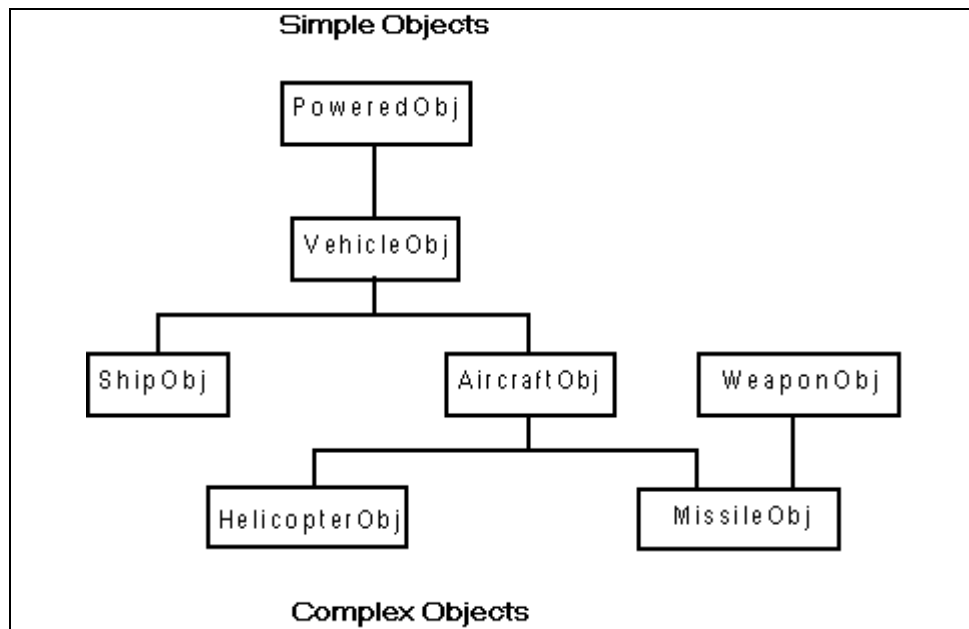 Simple Objects
PoweredObj
VehicleObj
ShipObj
AircraftObj
WeaponObj
HelicopterObj
MissileObj
Complex Objects